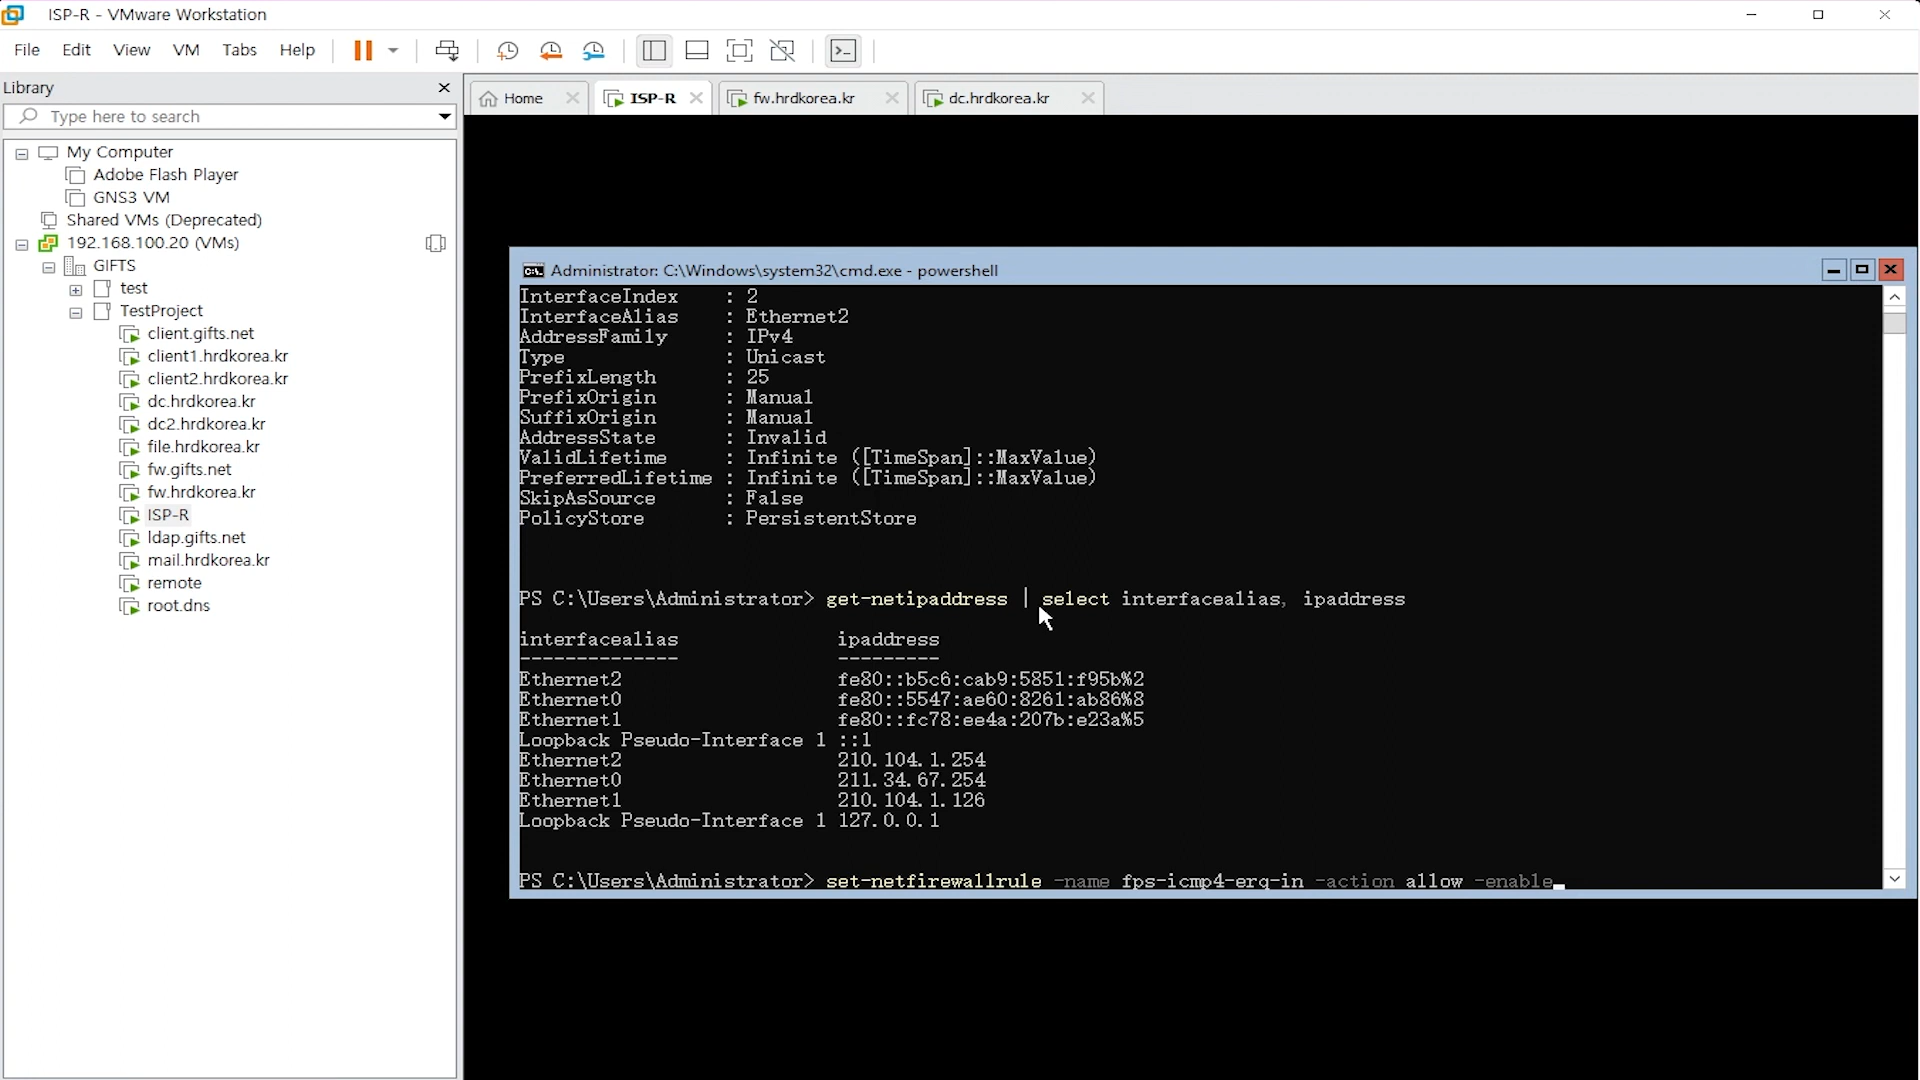 ISP-R - VMware Workstation
File Edit View VM Tabs Help
Library
Type here to search
My Computer
Adobe Flash Player
GNS3 VM
Shared VMs (Deprecated)
192.168.100.20 (VMs)
GIFTS
test
TestProject
client.gifts.net
client1.hrdkorea.kr
client2.hrdkorea.kr
dc.hrdkorea.kr
dc2.hrdkorea.kr
file.hrdkorea.kr
fw.gifts.net
fw.hrdkorea.kr
ISP-R
ldap.gifts.net
mail.hrdkorea.kr
remote
root.dns
Home ISP-R fw.hrdkorea.kr dc.hrdkorea.kr
Administrator: C:\Windows\system32\cmd.exe - powershell
InterfaceIndex : 2
InterfaceAlias : Ethernet2
AddressFamily : IPv4
Type : Unicast
PrefixLength : 25
PrefixOrigin : Manual
SuffixOrigin : Manual
AddressState : Invalid
ValidLifetime : Infinite ([TimeSpan]::MaxValue)
PreferredLifetime : Infinite ([TimeSpan]::MaxValue)
SkipAsSource : False
PolicyStore : PersistentStore
PS C:\Users\Administrator> get-netipaddress | select interfacealias, ipaddress
interfacealias ipaddress
-------------- ---------
Ethernet2 fe80::b5c6:cab9:5851:f95b%2
Ethernet0 fe80::5547:ae60:8261:ab86%8
Ethernet1 fe80::fc78:ee4a:207b:e23a%5
Loopback Pseudo-Interface 1 ::1
Ethernet2 210.104.1.254
Ethernet0 211.34.67.254
Ethernet1 210.104.1.126
Loopback Pseudo-Interface 1 127.0.0.1
PS C:\Users\Administrator> set-netfirewallrule -name fps-icmp4-erq-in -action allow -enable_